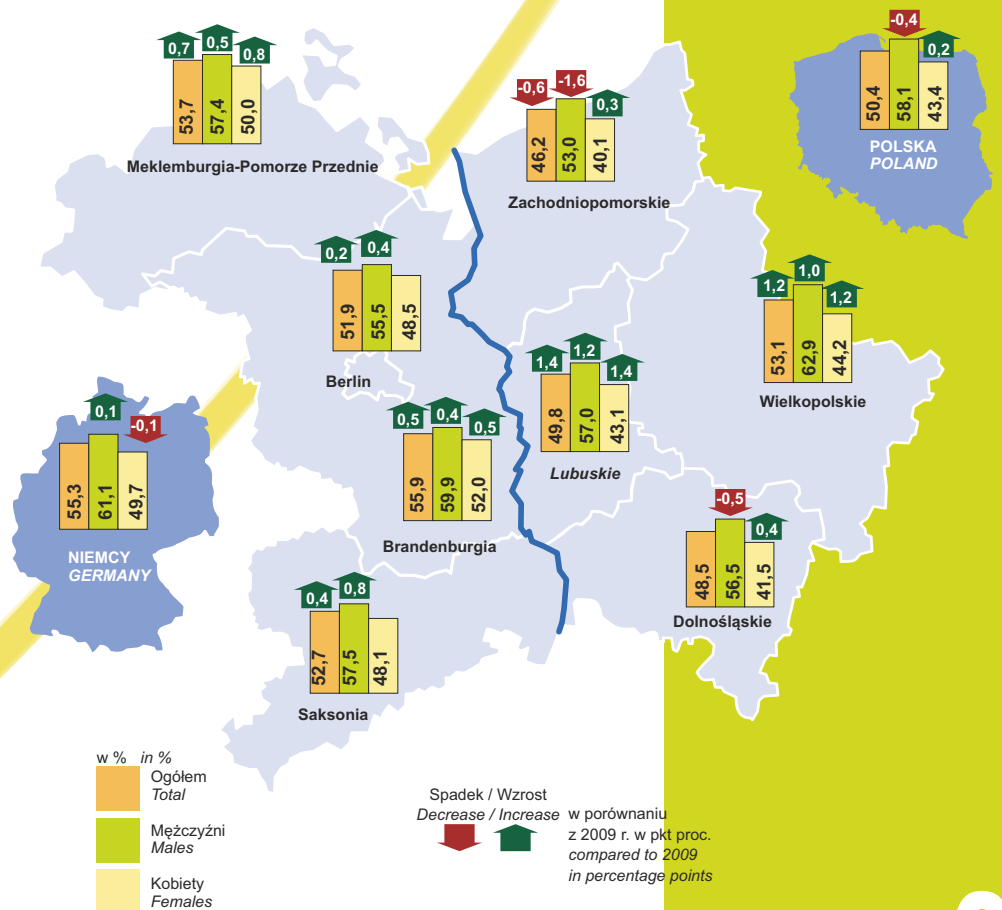 0,7 0,5 0,8
53,7 57,4 50,0
Meklemburgia-Pomorze Przednie
-0,6 -1,6 0,3
46,2 53,0 40,1
Zachodniopomorskie
-0,4 0,2
50,4 58,1 43,4
POLSKA
POLAND
0,2 0,4
51,9 55,5 48,5
Berlin
1,4 1,2 1,4
49,8 57,0 43,1
Lubuskie
1,2 1,0 1,2
53,1 62,9 44,2
Wielkopolskie
0,1 -0,1
55,3 61,1 49,7
NIEMCY
GERMANY
0,5 0,4 0,5
55,9 59,9 52,0
Brandenburgia
-0,5 0,4
48,5 56,5 41,5
Dolnośląskie
0,4 0,8
52,7 57,5 48,1
Saksonia
w % in %
Ogółem
Total
Mężczyźni
Males
Kobiety
Females
Spadek / Wzrost
Decrease / Increase
w porównaniu
z 2009 r. w pkt proc.
compared to 2009
in percentage points